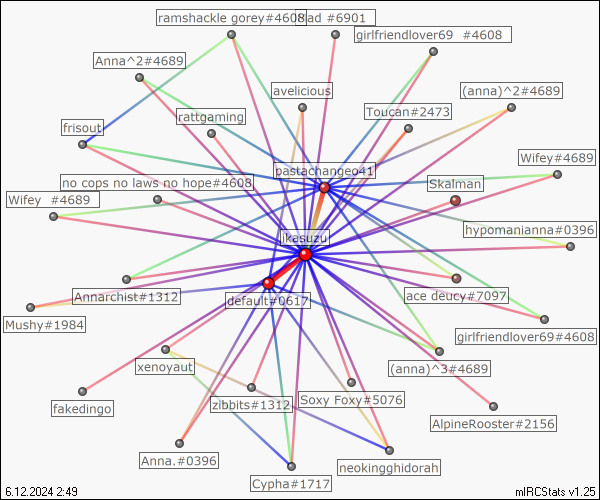 ramshackle gorey#4608
lad #6901
girlfriendlover69 #4608
Anna^2#4689
avelicious
(anna)^2#4689
rattgaming
Toucan#2473
frisout
pastachangeo41
Wifey#4689
no cops no laws no hope#4608
Skalman
Wifey #4689
hypomanianna#0396
ikasuzu
Annarchist#1312
default#0617
ace deucy#7097
Mushy#1984
girlfriendlover69#4608
xenoyaut
(anna)^3#4689
fakedingo
zibbits#1312
Soxy Foxy#5076
AlpineRooster#2156
Anna.#0396
neokingghidorah
Cypha#1717
6.12.2024 2:49
mIRCStats v1.25